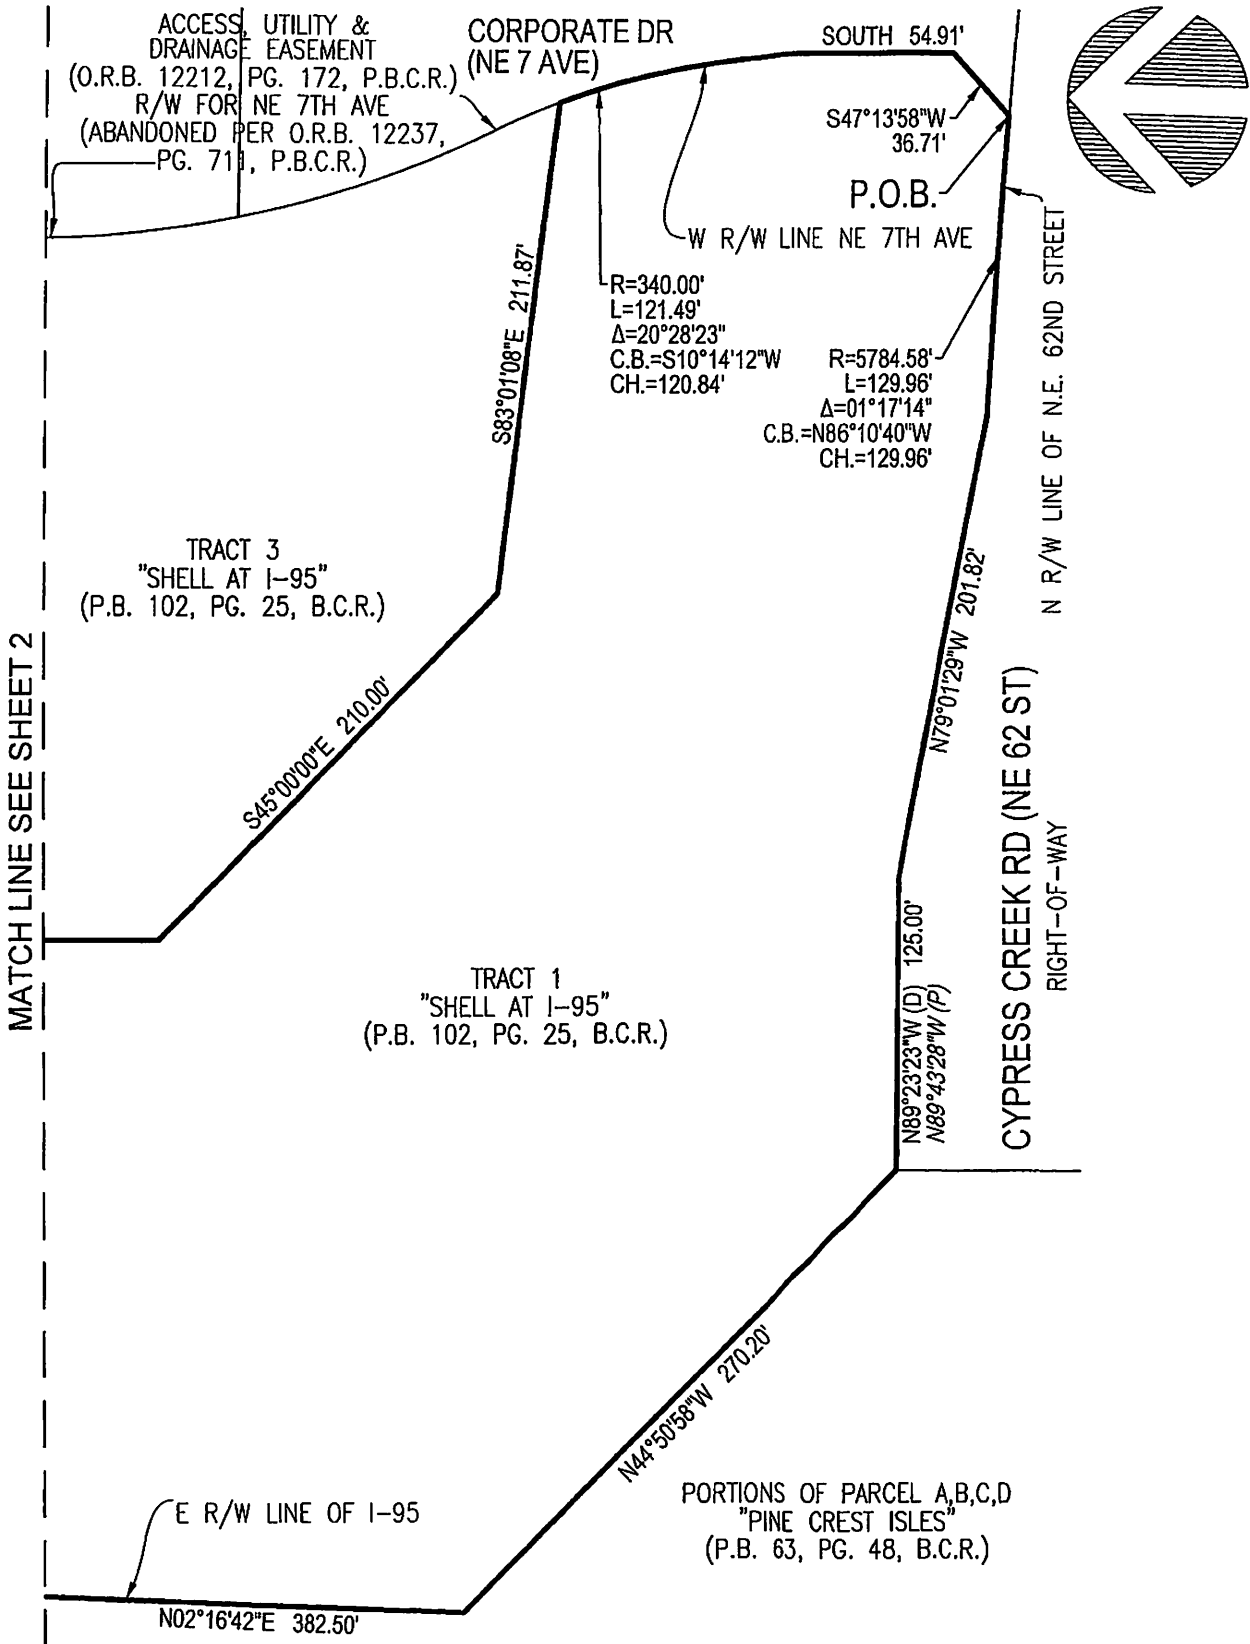 ACCESS, UTILITY &
DRAINAGE EASEMENT
(O.R.B. 12212, PG. 172, P.B.C.R.)
R/W FOR NE 7TH AVE
(ABANDONED PER O.R.B. 12237,
PG. 711, P.B.C.R.)
CORPORATE DR
(NE 7 AVE)
SOUTH 54.91'
S47°13'58"W
36.71'
P.O.B.
W R/W LINE NE 7TH AVE
R=340.00'
L=121.49'
Δ=20°28'23"
C.B.=S10°14'12"W
CH.=120.84'
R=5784.58'
L=129.96'
Δ=01°17'14"
C.B.=N86°10'40"W
CH.=129.96'
N R/W LINE OF N.E. 62ND STREET
S83°01'08"E 211.87'
TRACT 3
"SHELL AT I-95"
(P.B. 102, PG. 25, B.C.R.)
N79°01'29"W 201.82'
MATCH LINE SEE SHEET 2
S45°00'00"E 210.00'
CYPRESS CREEK RD (NE 62 ST)
RIGHT-OF-WAY
TRACT 1
"SHELL AT I-95"
(P.B. 102, PG. 25, B.C.R.)
N89°23'23"W (D) 125.00'
N89°43'28"W (P)
N44°50'58"W 270.20'
PORTIONS OF PARCEL A,B,C,D
"PINE CREST ISLES"
(P.B. 63, PG. 48, B.C.R.)
E R/W LINE OF I-95
N02°16'42"E 382.50'